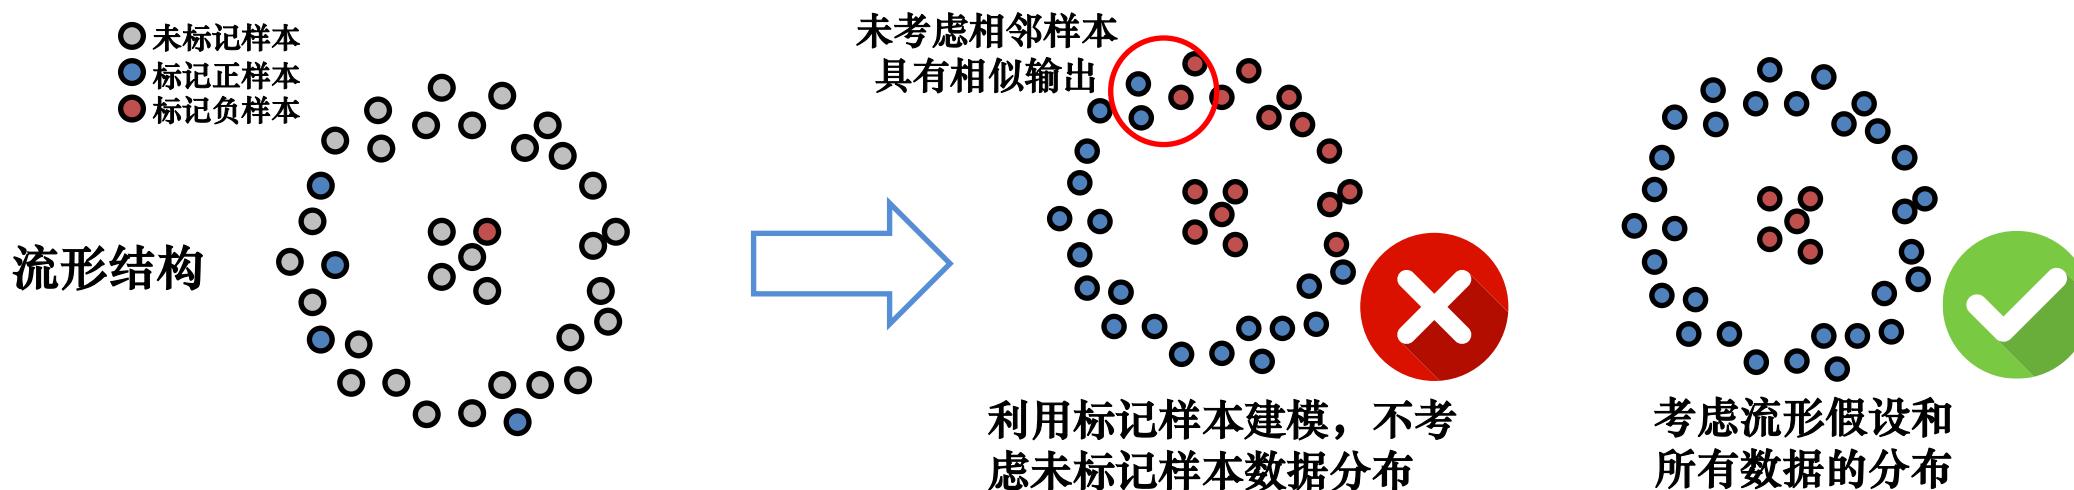 未标记样本
标记正样本
标记负样本
流形结构
未考虑相邻样本
具有相似输出
利用标记样本建模，不考
虑未标记样本数据分布
考虑流形假设和
所有数据的分布